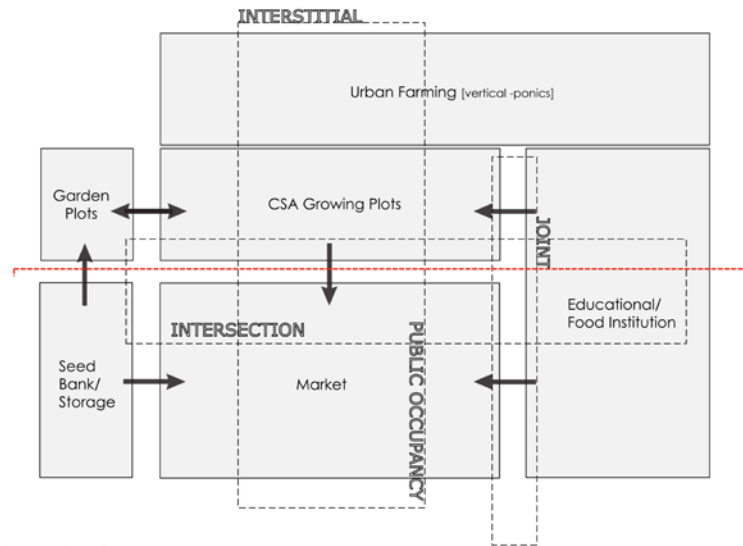 INTERSTITIAL
Urban Farming [vertical -ponics]
Garden
Plots
CSA Growing Plots
JOINT
INTERSECTION
PUBLIC OCCUPANCY
Educational/
Food Institution
Seed
Bank/
Storage
Market